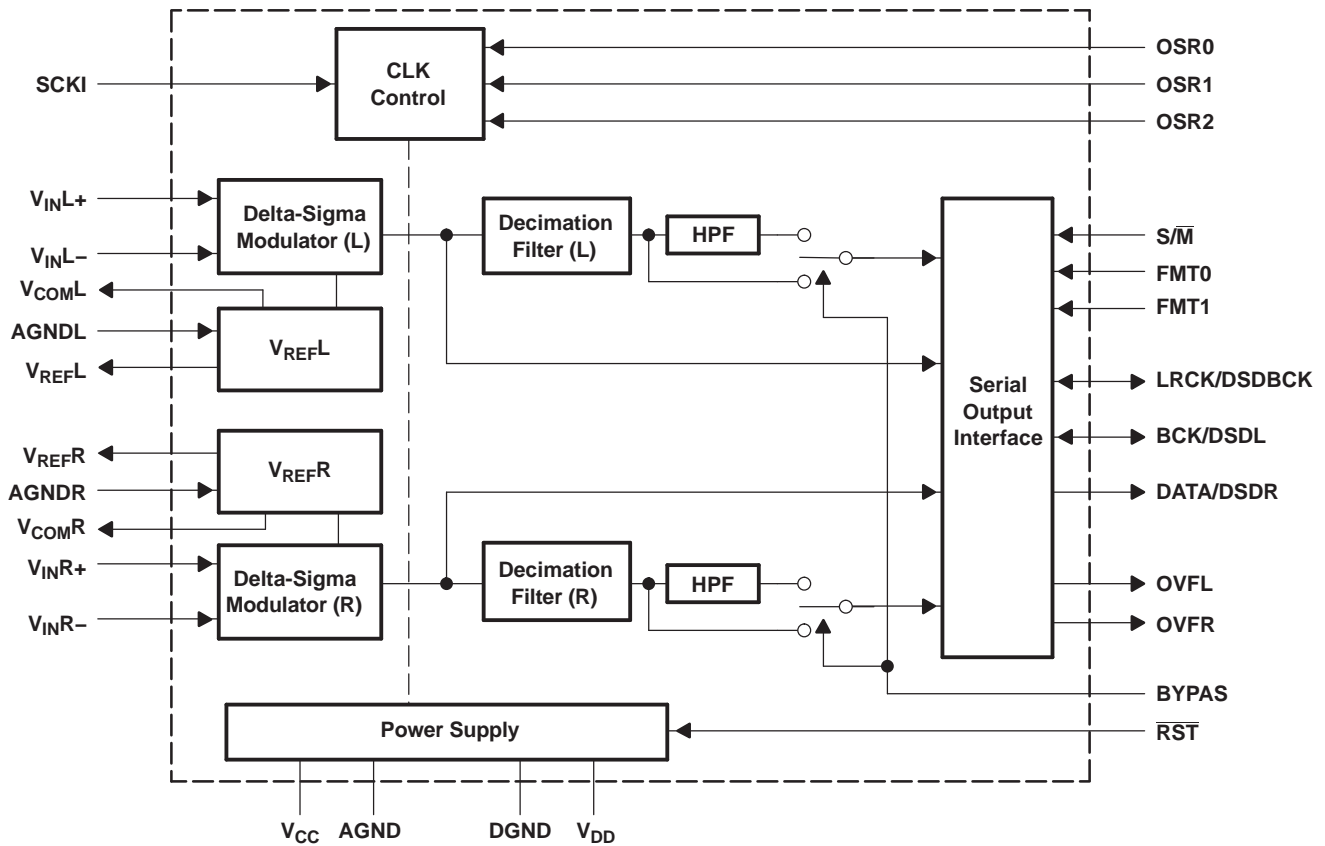 OSR0
SCKI
CLK
Control
OSR1
OSR2
VINL+
Delta-Sigma
Modulator (L)
VINL−
Decimation
Filter (L)
HPF
S/M̅
FMT0
FMT1
VCOML
AGNDL
VREFL
VREFL
Serial
Output
Interface
LRCK/DSDBCK
BCK/DSDL
DATA/DSDR
VREFR
AGNDR
VREFR
VCOMR
VINR+
Delta-Sigma
Modulator (R)
VINR−
Decimation
Filter (R)
HPF
OVFL
OVFR
BYPAS
Power Supply
R̅S̅T̅
VCC
AGND
DGND
VDD